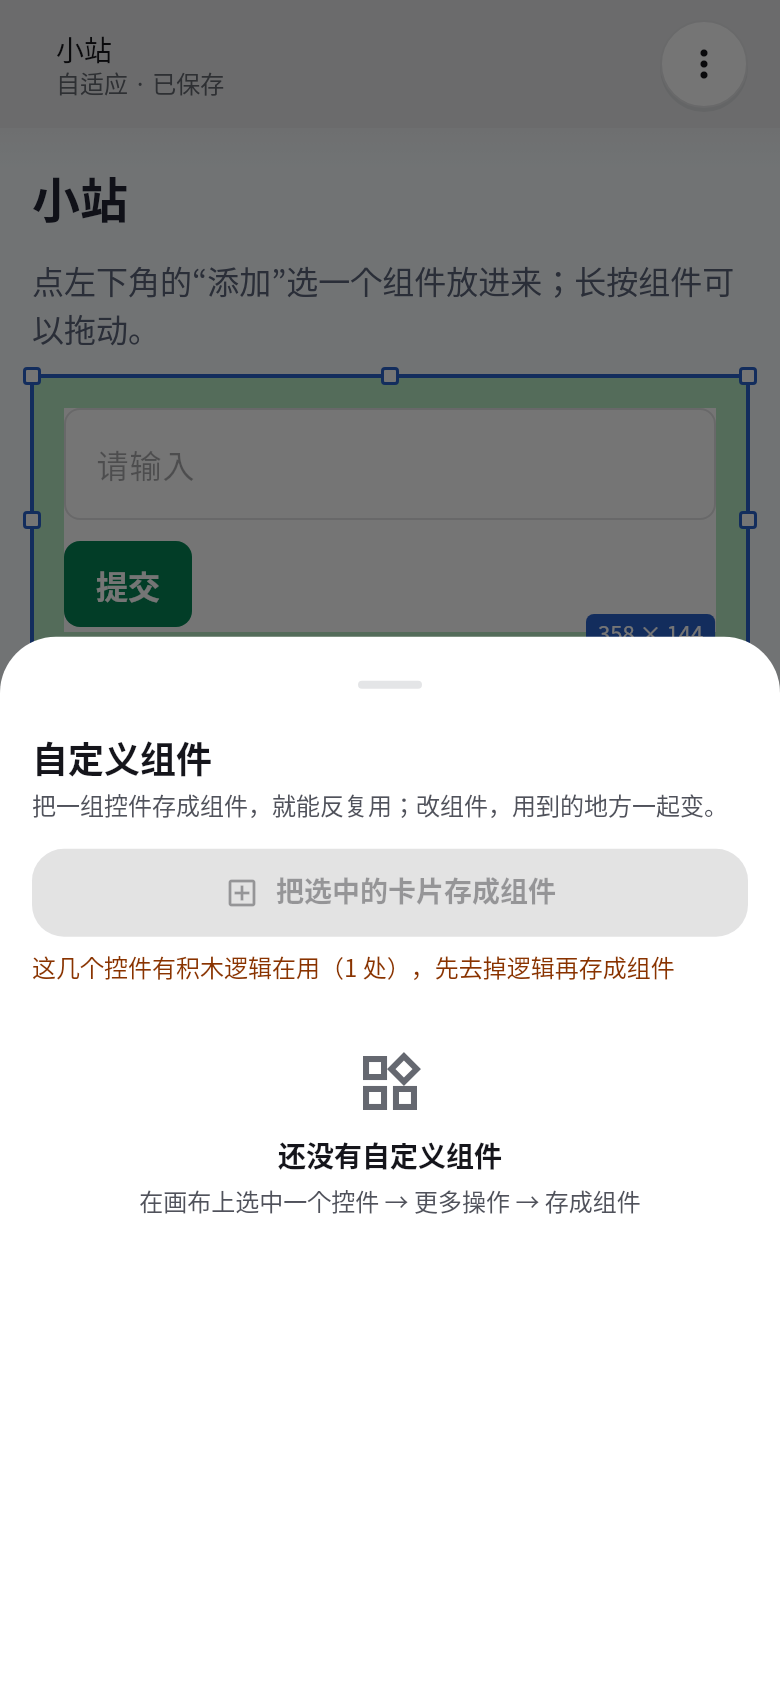 小站
自适应 · 已保存
小站
点左下角的“添加”选一个组件放进来；长按组件可
以拖动。
请输入
提交
358 × 144
自定义组件
把一组控件存成组件，就能反复用；改组件，用到的地方一起变。
把选中的卡片存成组件
这几个控件有积木逻辑在用（1 处），先去掉逻辑再存成组件
还没有自定义组件
在画布上选中一个控件 → 更多操作 → 存成组件